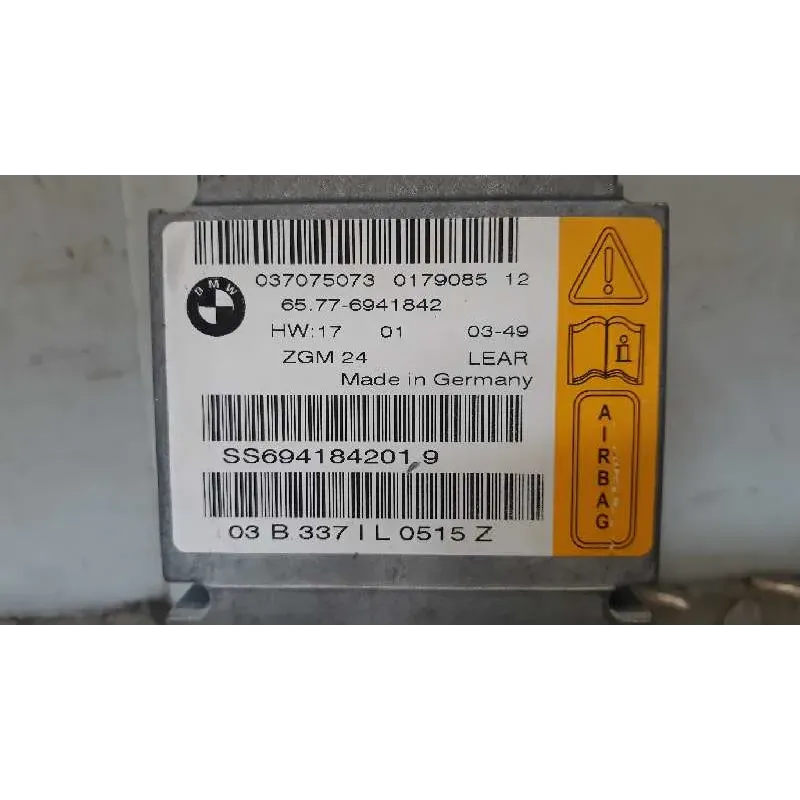 037075073 0179085 12
BMW
65.77-6941842
HW:17 01 03-49
ZGM 24 LEAR
Made in Germany
SS694184201 9
03 B 337 I L 0515 Z
AIRBAG